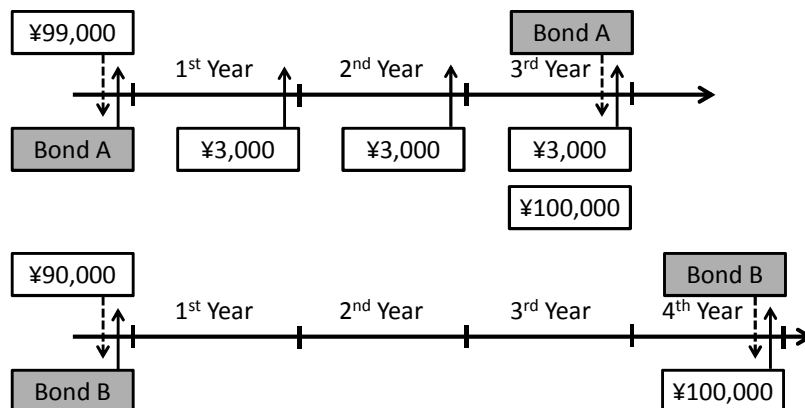 ¥99,000
Bond A
1st Year
2nd Year
3rd Year
Bond A
¥3,000
¥3,000
¥3,000
¥100,000
¥90,000
Bond B
1st Year
2nd Year
3rd Year
4th Year
Bond B
¥100,000